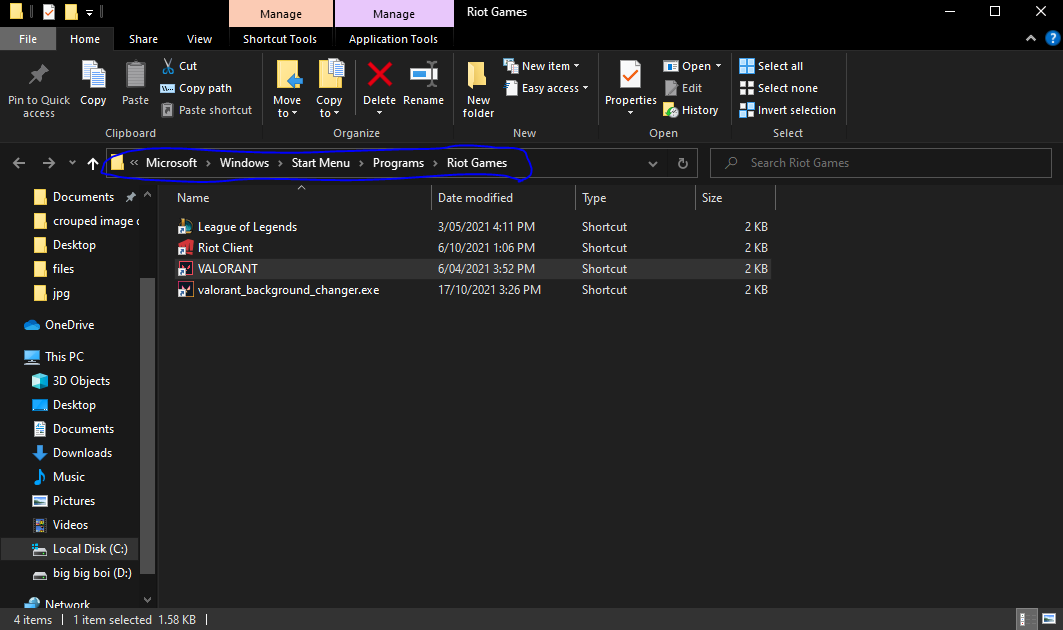 Manage Manage Riot Games
File Home Share View Shortcut Tools Application Tools
Pin to Quick access
Copy
Paste
Cut
Copy path
Paste shortcut
Clipboard
Move to
Copy to
Delete
Rename
Organize
New folder
New item
Easy access
New
Properties
Open
Edit
History
Open
Select all
Select none
Invert selection
Select
« Microsoft › Windows › Start Menu › Programs › Riot Games
Search Riot Games
Documents
crouped image c
Desktop
files
jpg
OneDrive
This PC
3D Objects
Desktop
Documents
Downloads
Music
Pictures
Videos
Local Disk (C:)
big big boi (D:)
Network
Name Date modified Type Size
League of Legends 3/05/2021 4:11 PM Shortcut 2 KB
Riot Client 6/10/2021 1:06 PM Shortcut 2 KB
VALORANT 6/04/2021 3:52 PM Shortcut 2 KB
valorant_background_changer.exe 17/10/2021 3:26 PM Shortcut 2 KB
4 items 1 item selected 1.58 KB